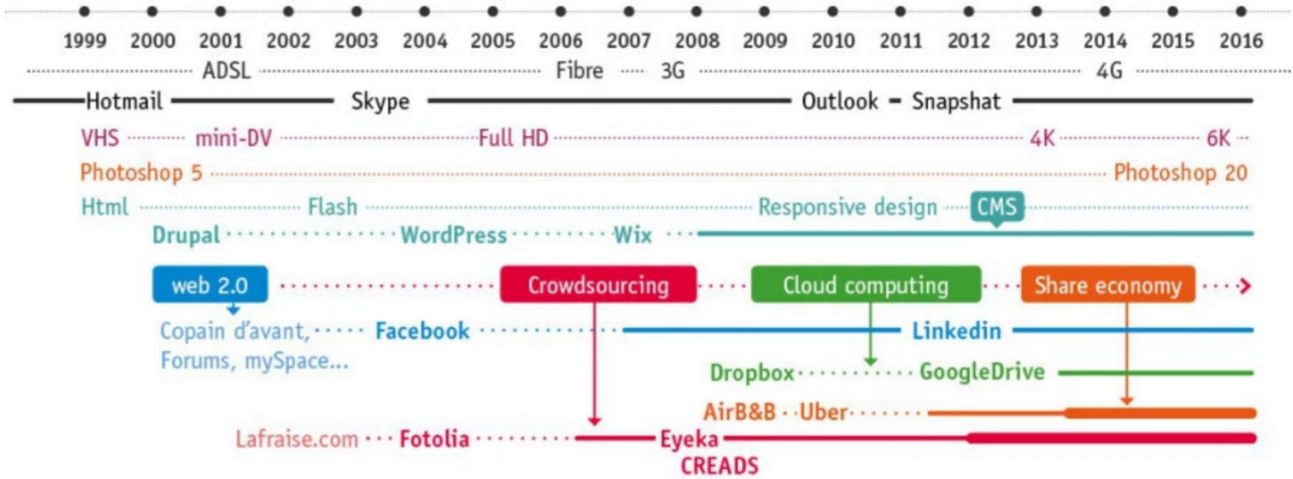 1999 2000 2001 2002 2003 2004 2005 2006 2007 2008 2009 2010 2011 2012 2013 2014 2015 2016
ADSL Fibre 3G 4G
Hotmail Skype Outlook Snapshat
VHS mini-DV Full HD 4K 6K
Photoshop 5 Photoshop 20
Html Flash Responsive design CMS
Drupal WordPress Wix
web 2.0 Crowdsourcing Cloud computing Share economy
Copain d'avant, Facebook Linkedin
Forums, mySpace...
Dropbox GoogleDrive
AirB&B Uber
Lafraise.com Fotolia Eyeka
CREADS